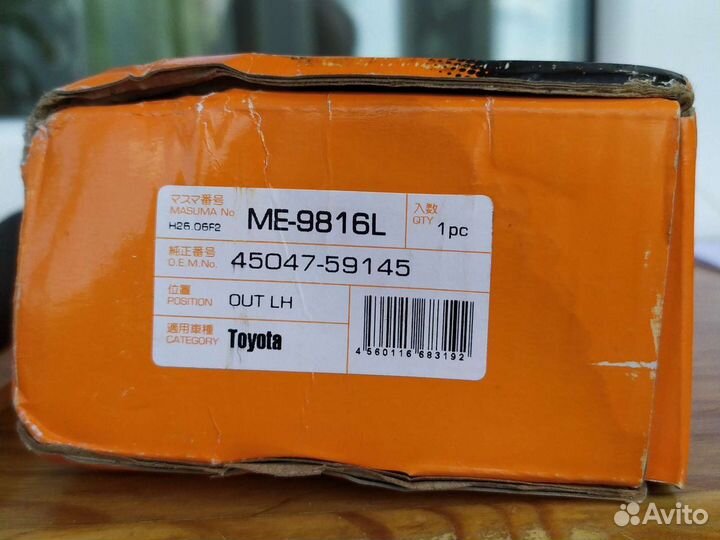 マスマ番号
MASUMA No
H26.06F2
ME-9816L
入数
QTY
1pc
純正番号
O.E.M.No.
45047-59145
位置
POSITION
OUT LH
適用車種
CATEGORY
Toyota
4 560116 683192
Avito